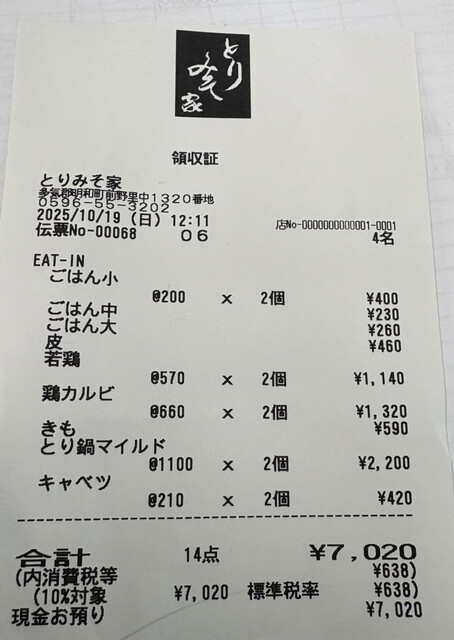 とりみそ家
領収証
とりみそ家
多気郡明和町前野里中1320番地
0596-55-3202
2025/10/19 (日) 12:11 店No-0000000000001-0001
伝票No-00068 06 4名
EAT-IN
ごはん小
@200 x 2個 ¥400
ごはん中 ¥230
ごはん大 ¥260
皮 ¥460
若鶏
@570 x 2個 ¥1,140
鶏カルビ
@660 x 2個 ¥1,320
きも ¥590
とり鍋マイルド
@1100 x 2個 ¥2,200
キャベツ
@210 x 2個 ¥420
合計 14点 ¥7,020
(内消費税等 ¥638)
(10%対象 ¥7,020 標準税率 ¥638)
現金お預り ¥7,020